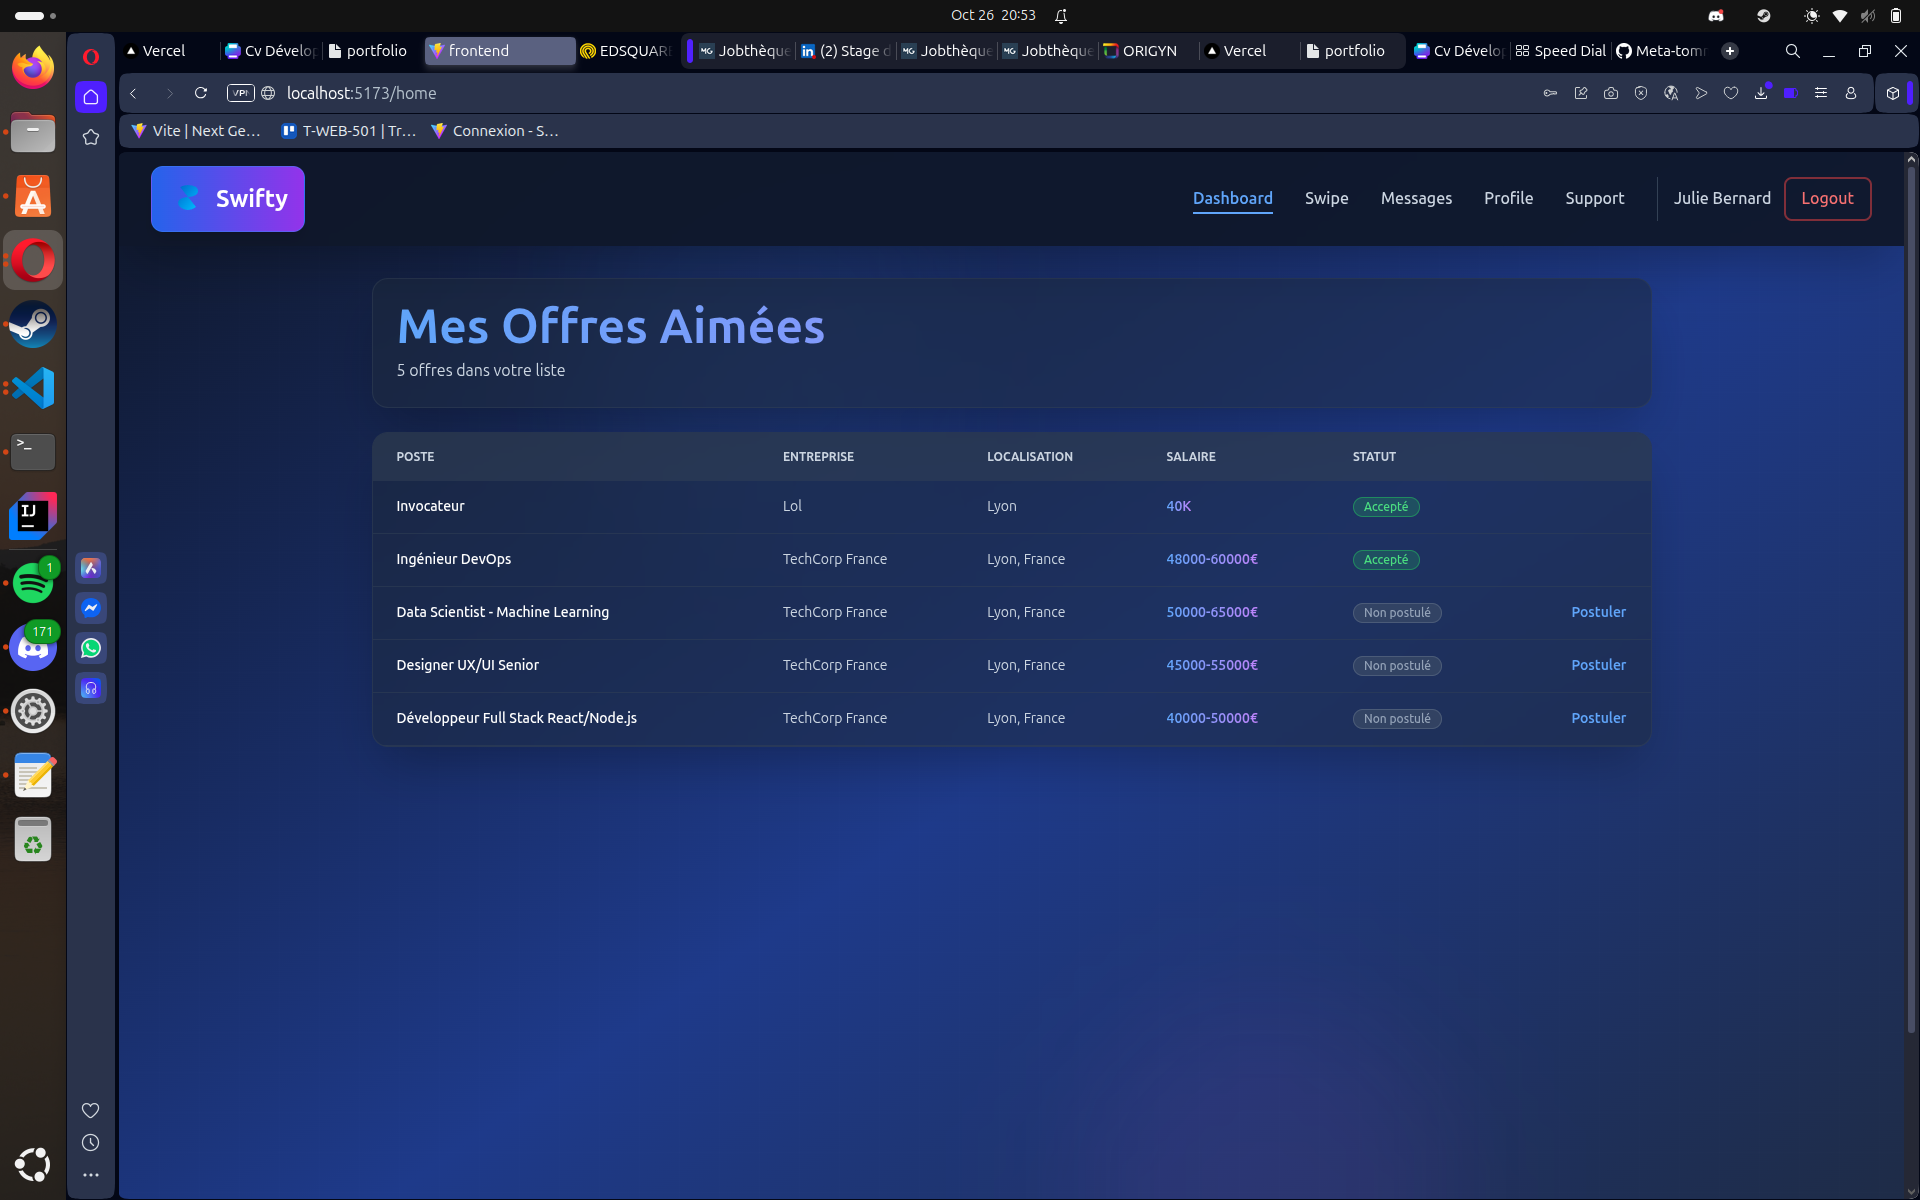 Oct 26 20:53
Vercel
Cv Dévelop
portfolio
frontend
EDSQUARE
Jobthèque
(2) Stage d
Jobthèque
Jobthèque
ORIGYN
Vercel
portfolio
Cv Dévelop
Speed Dial
Meta-tomr
VPN
localhost:5173/home
Vite | Next Ge...
T-WEB-501 | Tr...
Connexion - S...
Swifty
Dashboard
Swipe
Messages
Profile
Support
Julie Bernard
Logout
Mes Offres Aimées
5 offres dans votre liste
POSTE ENTREPRISE LOCALISATION SALAIRE STATUT
Invocateur Lol Lyon 40K Accepté
Ingénieur DevOps TechCorp France Lyon, France 48000-60000€ Accepté
Data Scientist - Machine Learning TechCorp France Lyon, France 50000-65000€ Non postulé Postuler
Designer UX/UI Senior TechCorp France Lyon, France 45000-55000€ Non postulé Postuler
Développeur Full Stack React/Node.js TechCorp France Lyon, France 40000-50000€ Non postulé Postuler
IJ
1
171